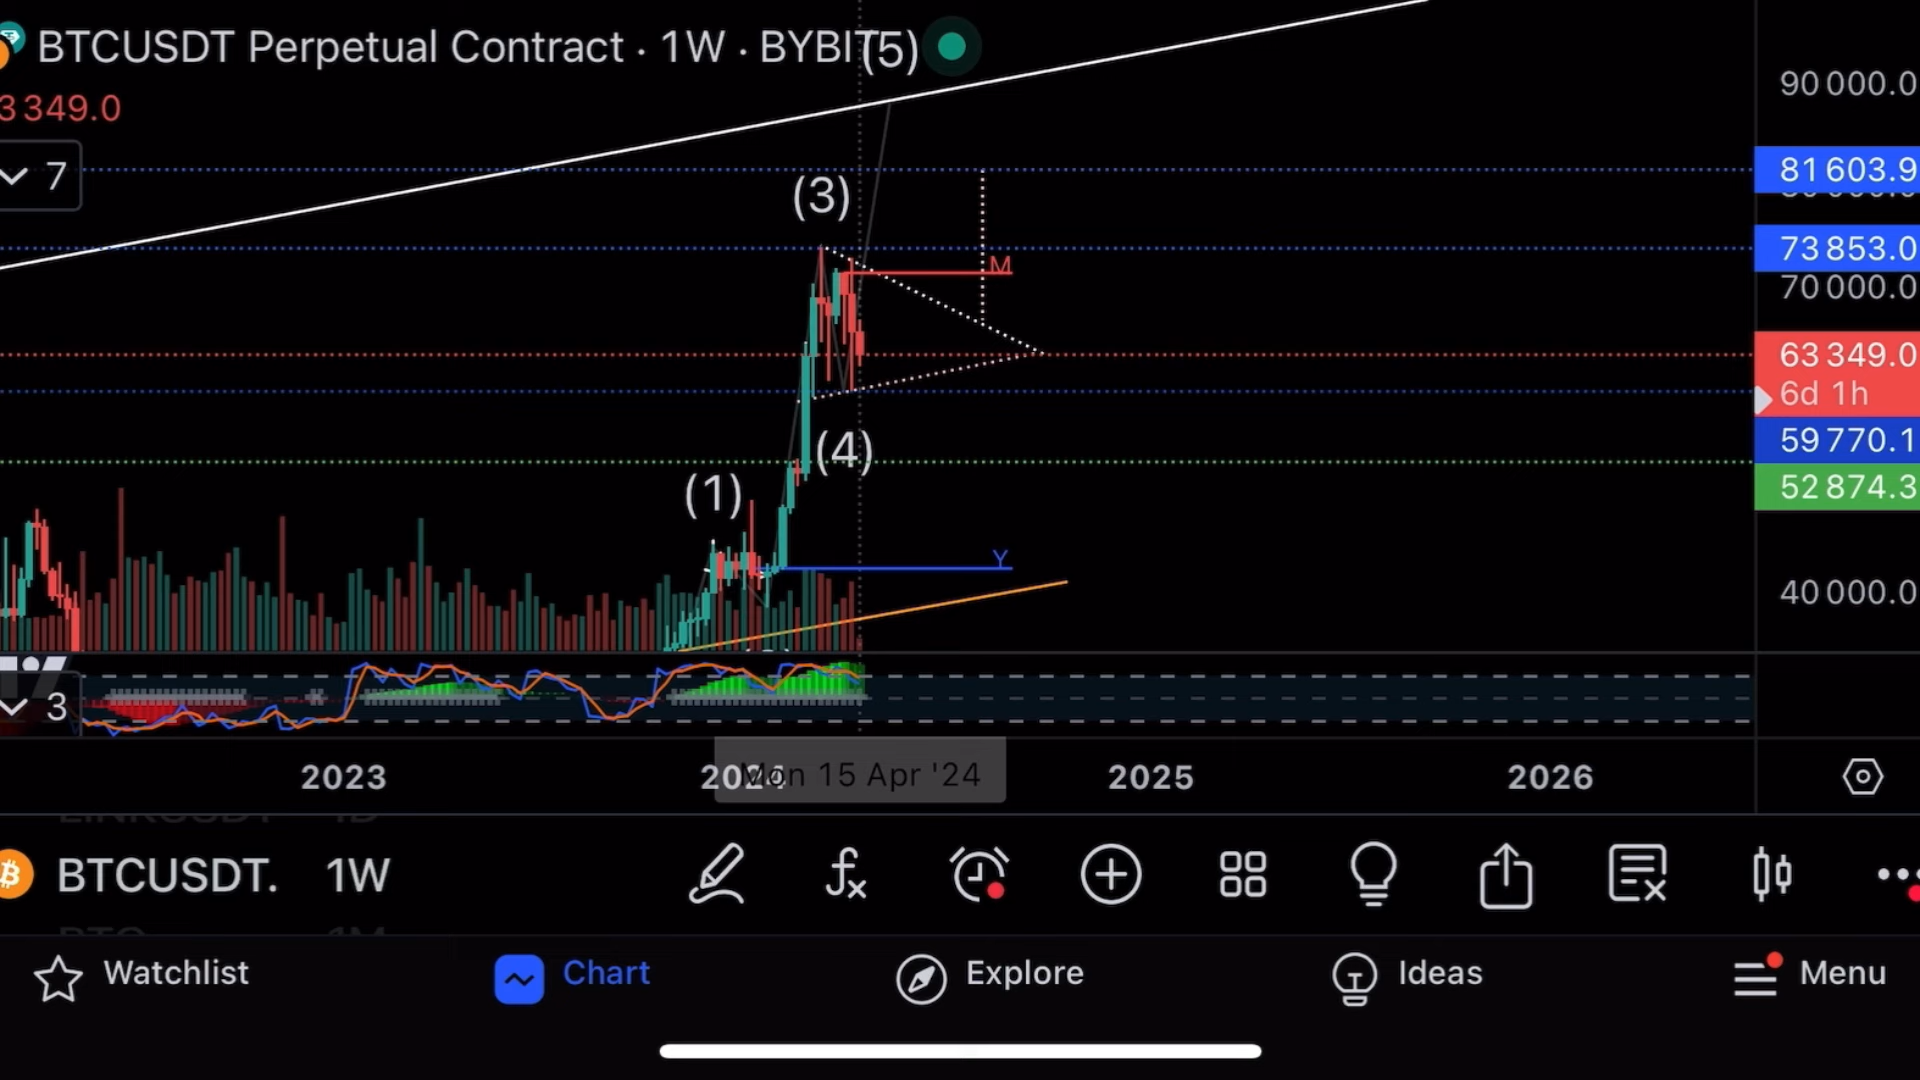 BTCUSDT Perpetual Contract · 1W · BYBIT
(5)
3 349.0
7
90 000.0
81 603.9
73 853.0
70 000.0
63 349.0
6d 1h
59 770.1
52 874.3
40 000.0
(3)
M
(4)
(1)
Y
3
2023
2024
Mon 15 Apr '24
2025
2026
BTCUSDT. 1W
Watchlist
Chart
Explore
Ideas
Menu